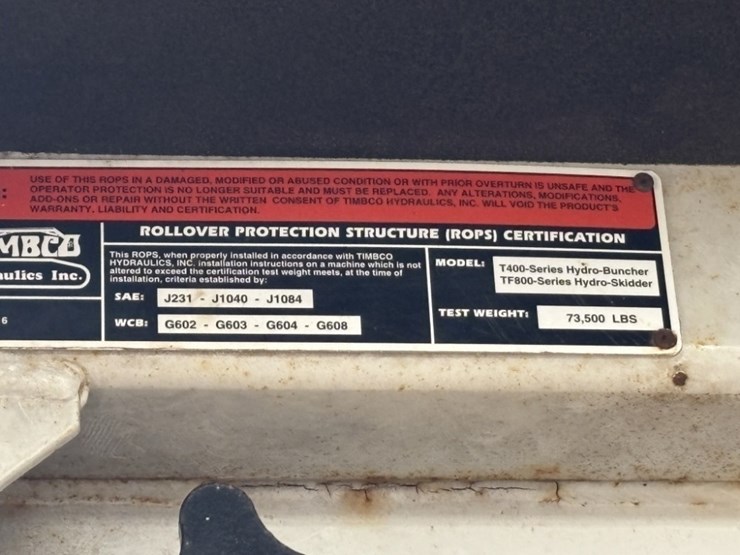 USE OF THIS ROPS IN A DAMAGED, MODIFIED OR ABUSED CONDITION OR WITH PRIOR OVERTURN IS UNSAFE AND THE
OPERATOR PROTECTION IS NO LONGER SUITABLE AND MUST BE REPLACED. ANY ALTERATIONS, MODIFICATIONS,
ADD-ONS OR REPAIR WITHOUT THE WRITTEN CONSENT OF TIMBCO HYDRAULICS, INC. WILL VOID THE PRODUCT'S
WARRANTY, LIABILITY AND CERTIFICATION.
MBCO
aulics Inc.
6
ROLLOVER PROTECTION STRUCTURE (ROPS) CERTIFICATION
This ROPS, when properly installed in accordance with TIMBCO
HYDRAULICS, INC. installation instructions on a machine which is not
altered to exceed the certification test weight meets, at the time of
installation, criteria established by:
SAE: J231 - J1040 - J1084
WCB: G602 - G603 - G604 - G608
MODEL: T400-Series Hydro-Buncher
TF800-Series Hydro-Skidder
TEST WEIGHT: 73,500 LBS